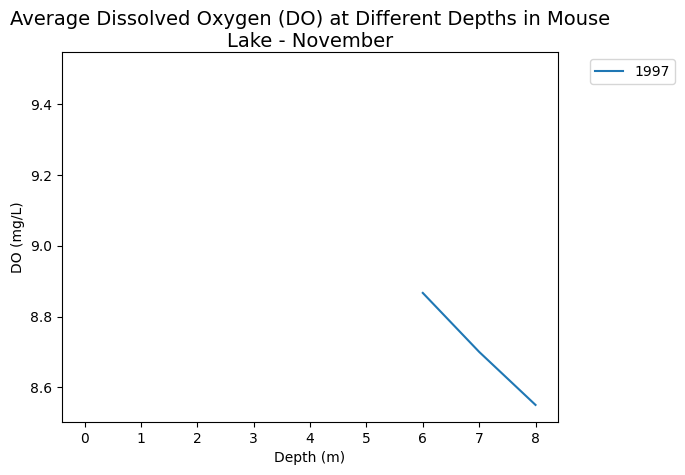 Average Dissolved Oxygen (DO) at Different Depths in Mouse
Lake - November
1997
9.4
9.2
9.0
8.8
8.6
DO (mg/L)
0 1 2 3 4 5 6 7 8
Depth (m)